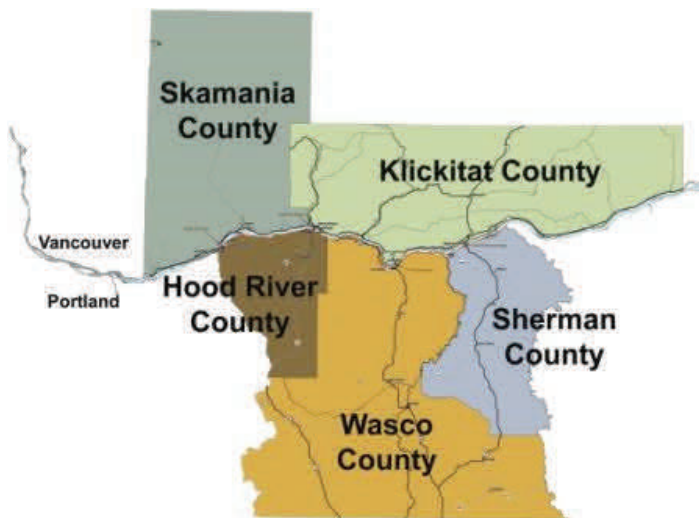 Skamania
County
Klickitat County
Vancouver
Portland
Hood River
County
Sherman
County
Wasco
County